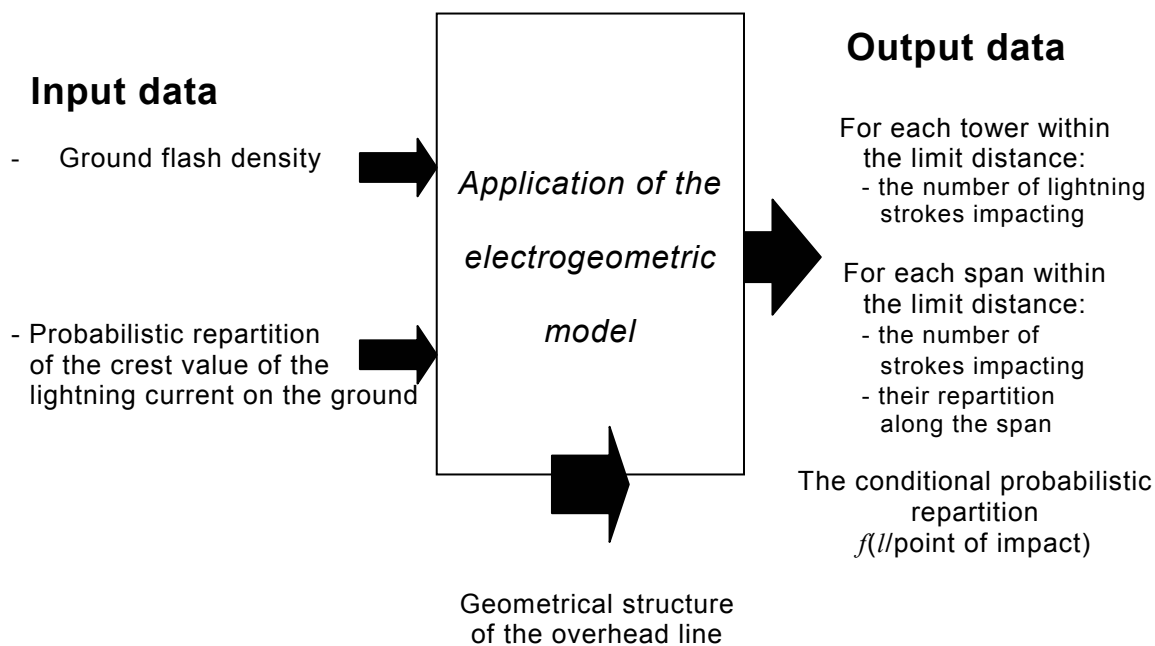 Input data
- Ground flash density
- Probabilistic repartition
of the crest value of the
lightning current on the ground
Application of the
electrogeometric
model
Geometrical structure
of the overhead line
Output data
For each tower within
the limit distance:
- the number of lightning
strokes impacting
For each span within
the limit distance:
- the number of
strokes impacting
- their repartition
along the span
The conditional probabilistic
repartition
f(l/point of impact)